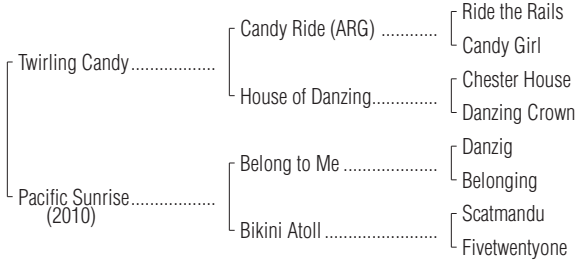 Ride the Rails
Candy Ride (ARG) ............
Candy Girl
Twirling Candy..................
Chester House
House of Danzing..............
Danzing Crown
Danzig
Belong to Me ....................
Belonging
Pacific Sunrise..................
(2010)
Scatmandu
Bikini Atoll ........................
Fivetwentyone